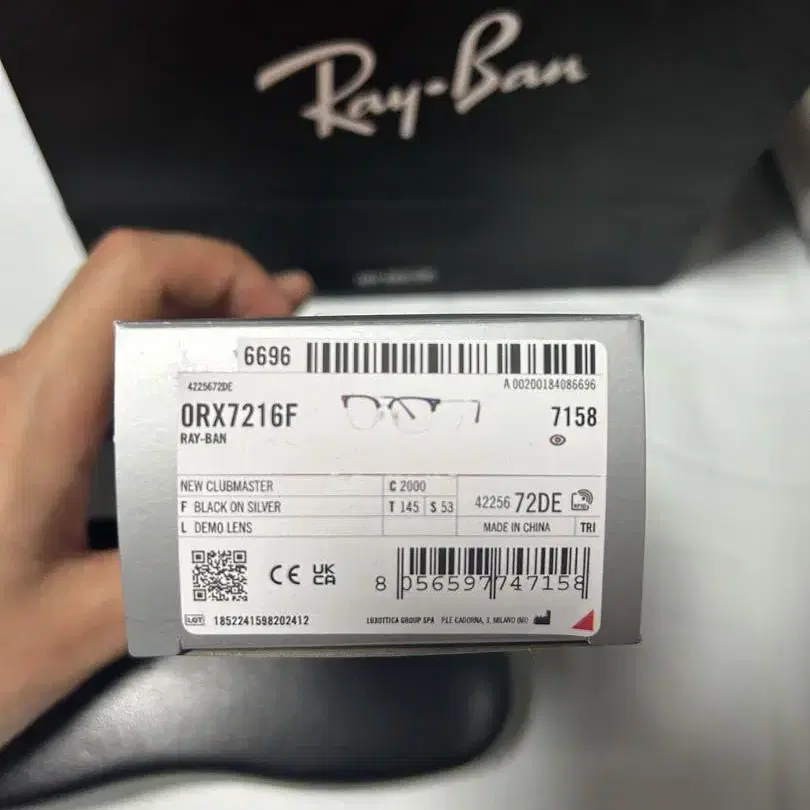 Ray-Ban
6696
4225672DE
A 00200184086696
0RX7216F
7158
RAY-BAN
NEW CLUBMASTER
C 2000
F BLACK ON SILVER
T 145
S 53
42256 72DE
RFID
L DEMO LENS
MADE IN CHINA
TRI
CE
UK
CA
8 056597 747158
LOT 1852241598202412
LUXOTTICA GROUP SPA P.LE CADORNA, 3, MILANO (MI)